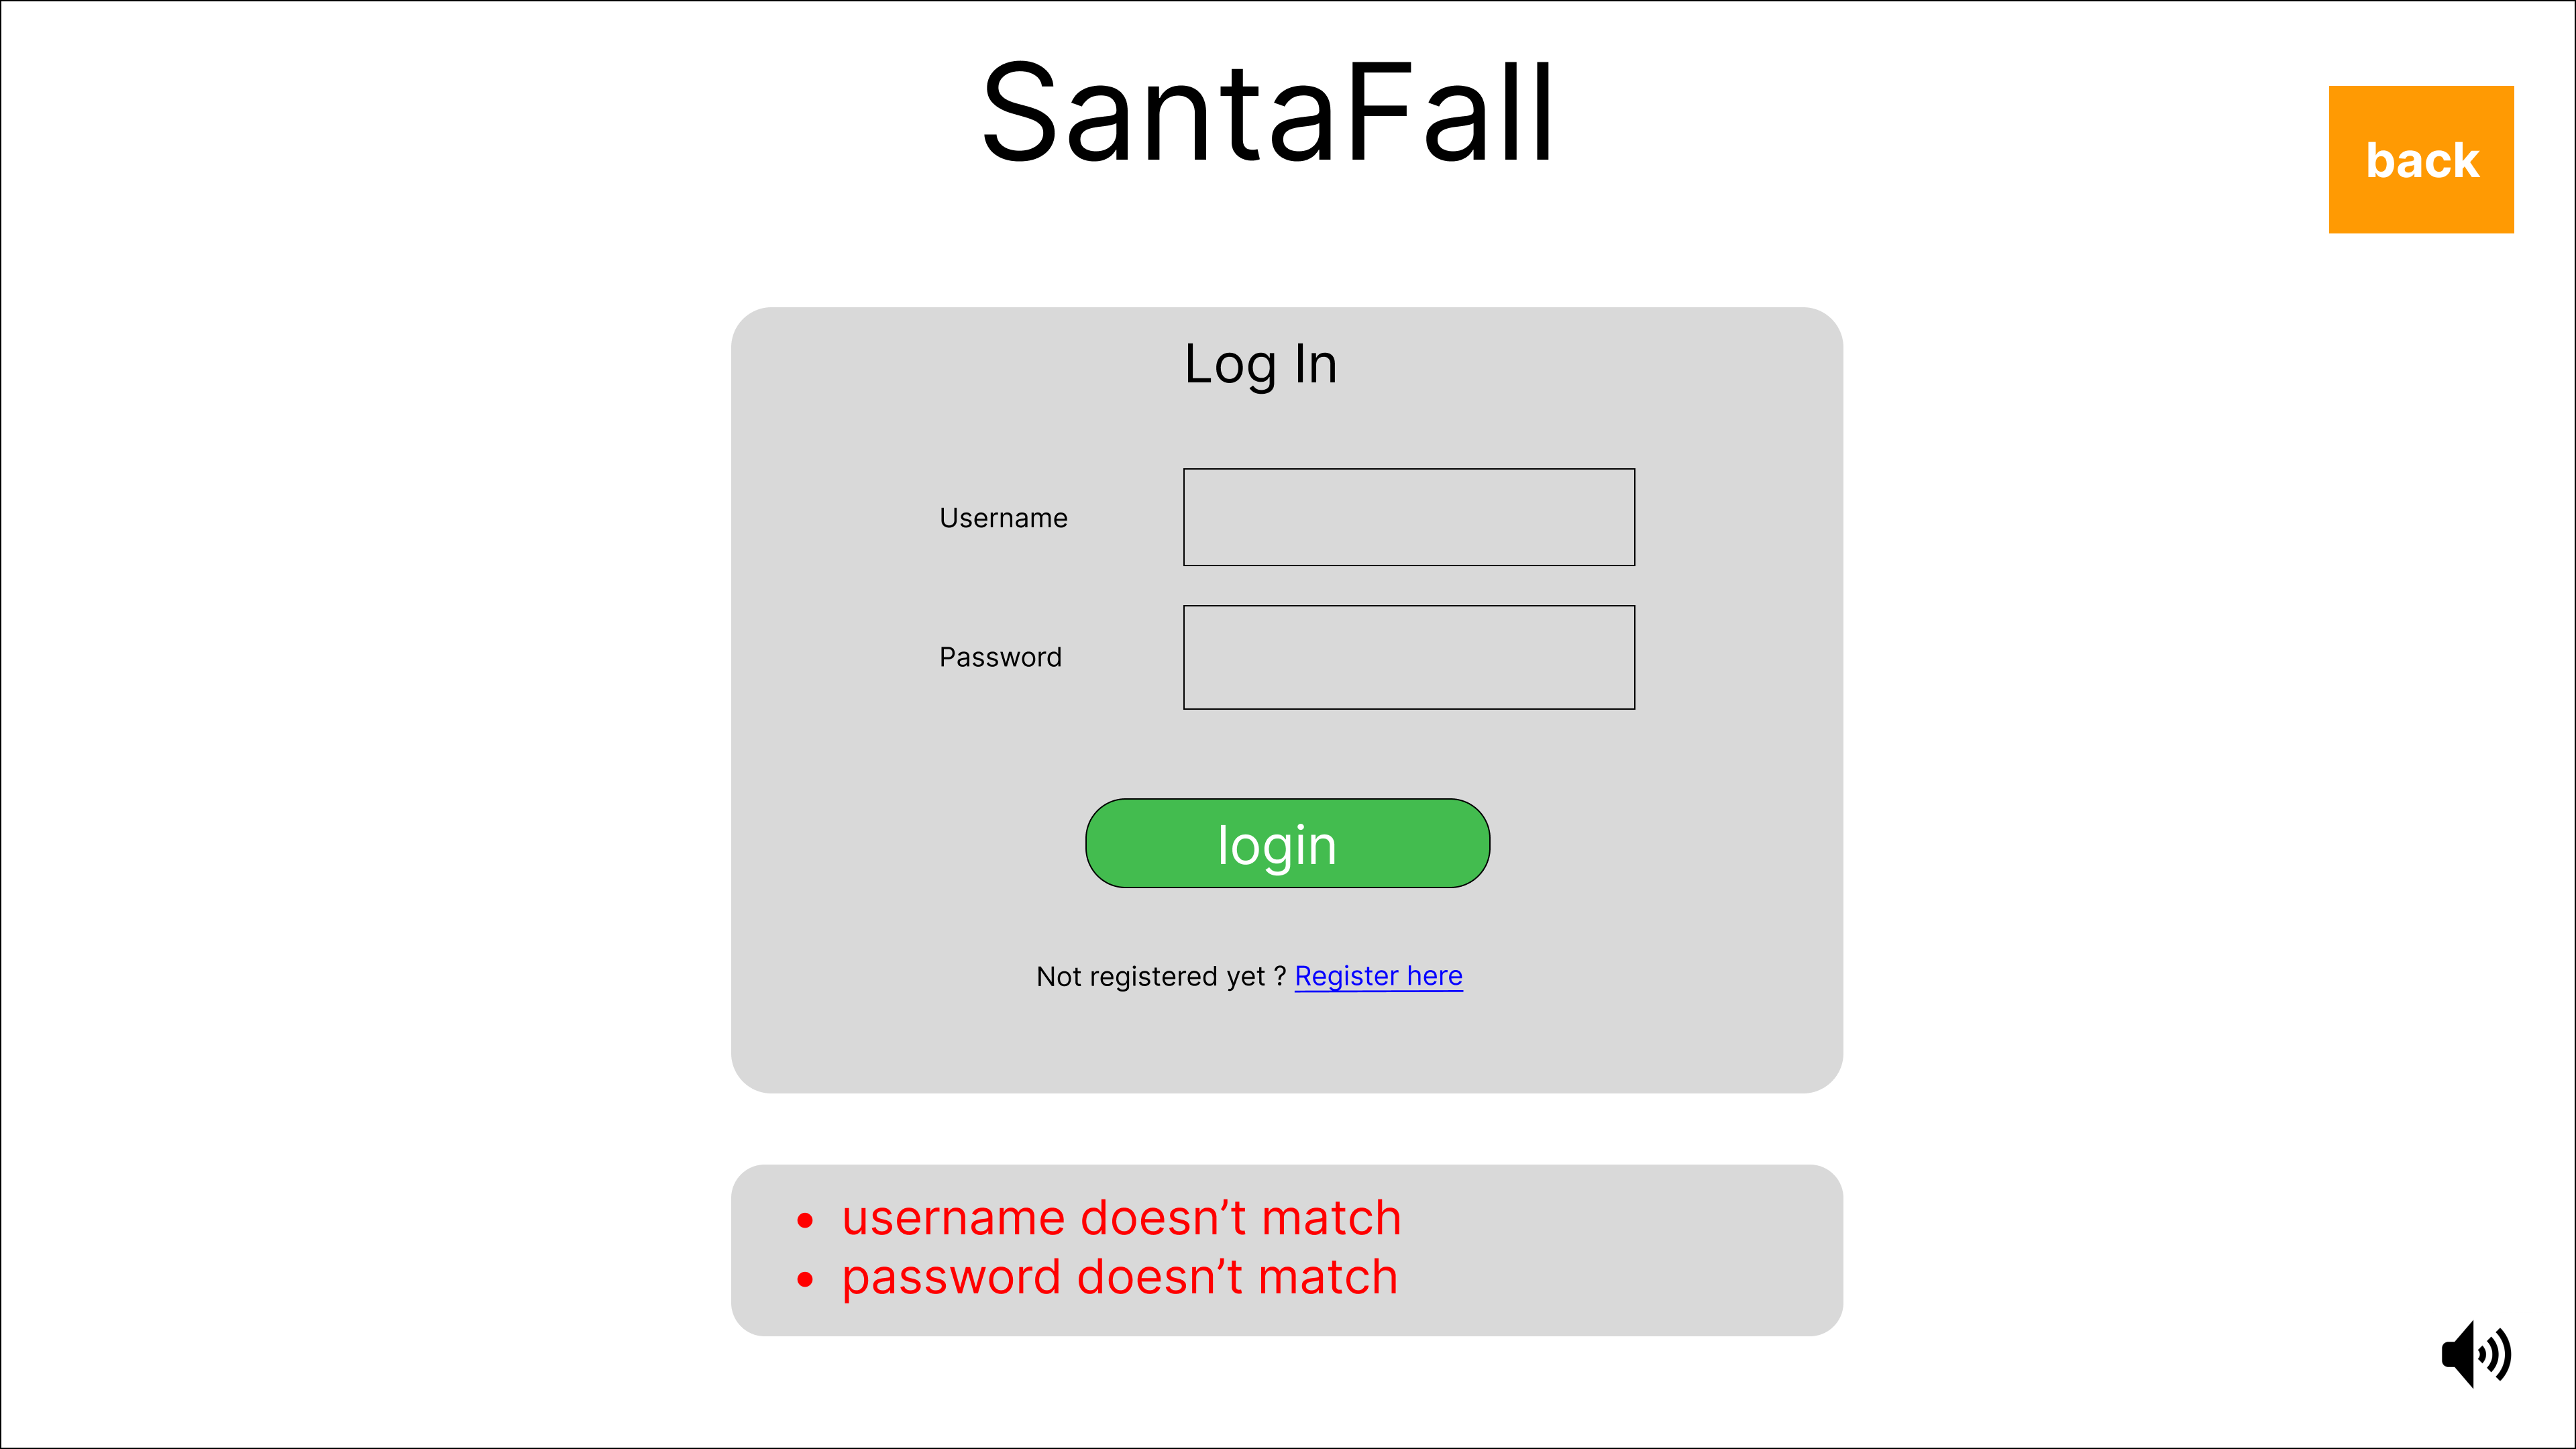 SantaFall
back
Log In
Username
Password
login
Not registered yet ? Register here
• username doesn’t match
• password doesn’t match